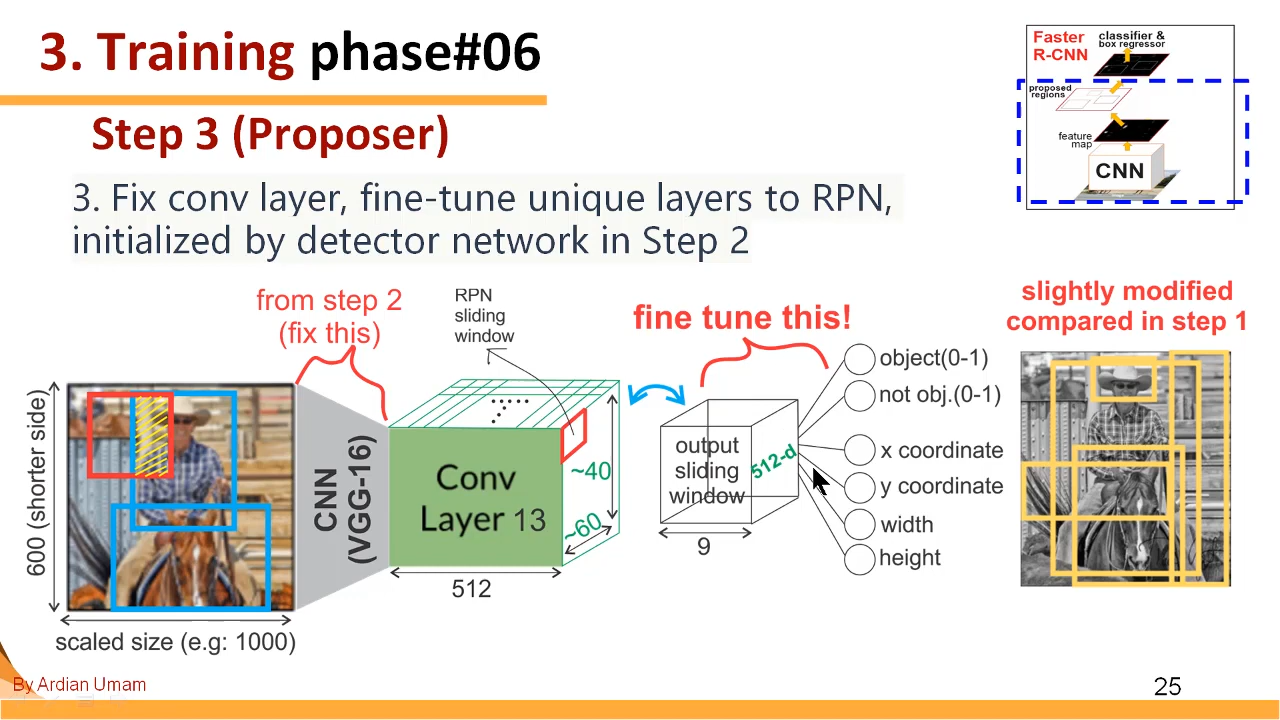 3. Training phase#06
Faster
R-CNN
classifier &
box regressor
proposed
regions
feature
map
CNN
Step 3 (Proposer)
3. Fix conv layer, fine-tune unique layers to RPN,
initialized by detector network in Step 2
from step 2
(fix this)
RPN
sliding
window
fine tune this!
slightly modified
compared in step 1
600 (shorter side)
CNN
(VGG-16)
Conv
Layer 13
~40
~60
512
output
sliding
window
512-d
9
object(0-1)
not obj.(0-1)
x coordinate
y coordinate
width
height
scaled size (e.g: 1000)
By Ardian Umam
25